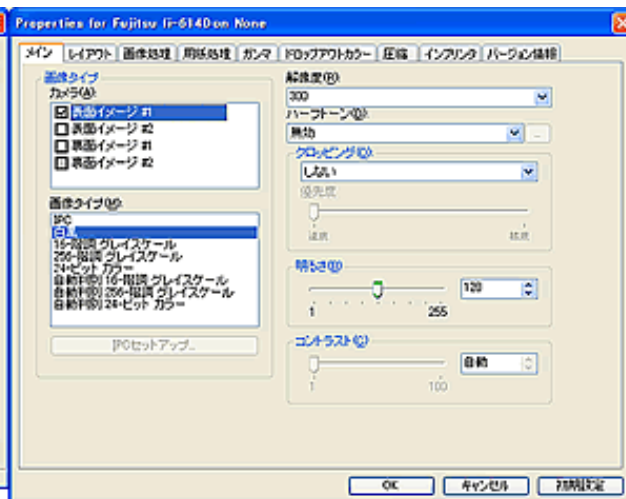 Properties for Fujitsu fi-6140 on None
メイン レイアウト 画像処理 用紙処理 ガンマ ドロップアウトカラー 圧縮 インプリンタ バージョン情報
画像タイプ
カメラ(A):
表面イメージ #1
表面イメージ #2
裏面イメージ #1
裏面イメージ #2
画像タイプ(M):
IPC
白黒
16-階調 グレイスケール
256-階調 グレイスケール
24-ビット カラー
自動判別 16-階調 グレイスケール
自動判別 256-階調 グレイスケール
自動判別 24-ビット カラー
IPCセットアップ...
解像度(R):
300
ハーフトーン(Q):
無効
...
クロッピング(G):
しない
優先度
速度
明るさ(B)
1
255
128
コントラスト(C)
1
100
自動
OK
キャンセル
初期設定